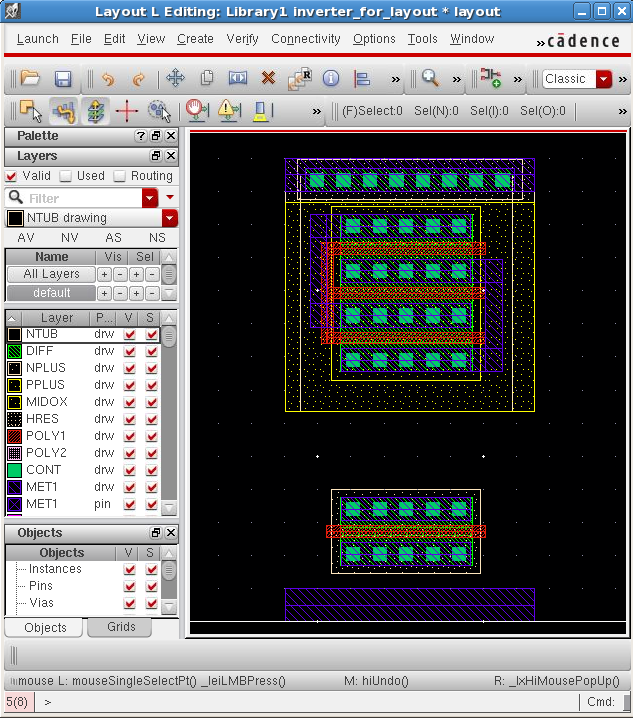 Layout L Editing: Library1 inverter_for_layout * layout
Launch File Edit View Create Verify Connectivity Options Tools Window » cādence
» » » Classic
» (F)Select:0 Sel(N):0 Sel(I):0 Sel(O):0 »
Palette ?
Layers
Valid Used Routing
Filter
NTUB drawing
AV NV AS NS
Name Vis Sel
All Layers + - + -
default + - + -
Layer P... V S
NTUB drw
DIFF drw
NPLUS drw
PPLUS drw
MIDOX drw
HRES drw
POLY1 drw
POLY2 drw
CONT drw
MET1 drw
MET1 pin
Objects
Objects V S
Instances
Pins
Vias
Objects Grids
mouse L: mouseSingleSelectPt() _leiLMBPress() M: hiUndo() R: _lxHiMousePopUp()
5(8) > Cmd: